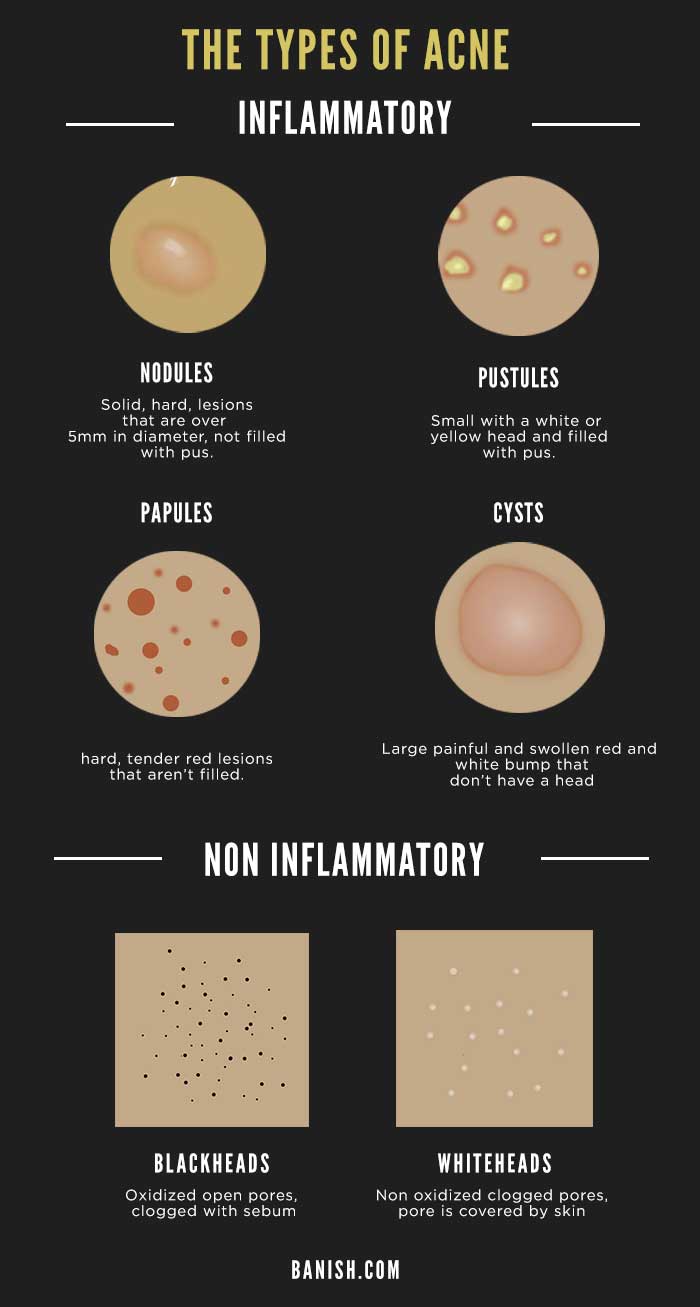 THE TYPES OF ACNE
INFLAMMATORY
NODULES
Solid, hard, lesions
that are over
5mm in diameter, not filled
with pus.
PUSTULES
Small with a white or
yellow head and filled
with pus.
PAPULES
hard, tender red lesions
that aren't filled.
CYSTS
Large painful and swollen red and
white bump that
don't have a head
NON INFLAMMATORY
BLACKHEADS
Oxidized open pores,
clogged with sebum
WHITEHEADS
Non oxidized clogged pores,
pore is covered by skin
BANISH.COM